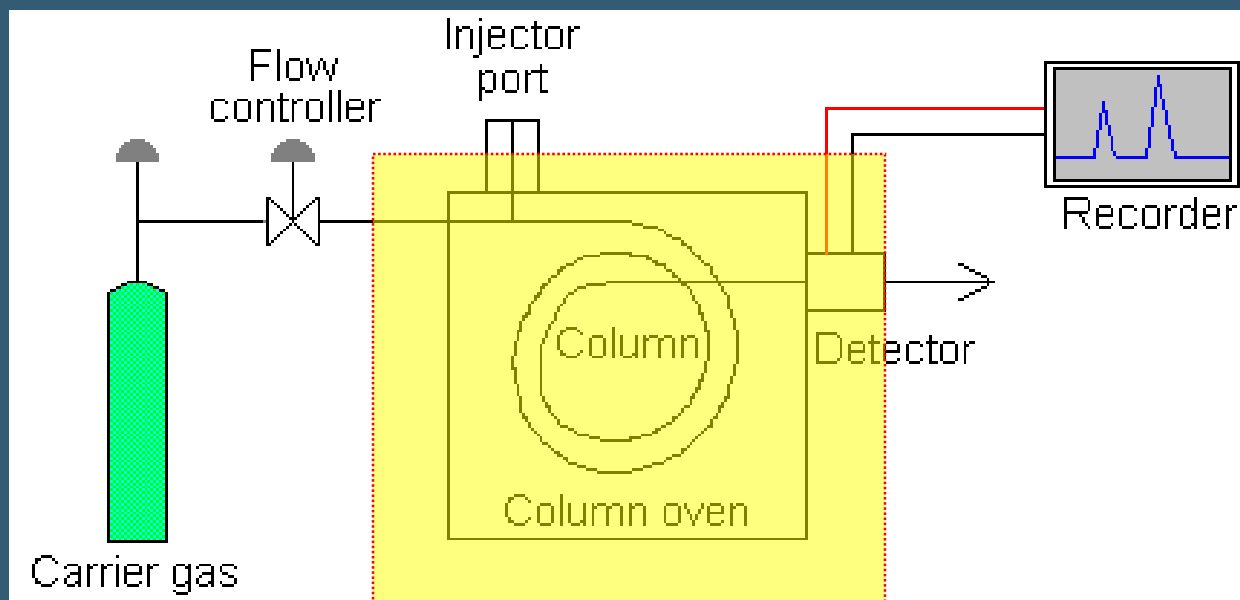 Injector
port
Flow
controller
Recorder
Column
Detector
Column oven
Carrier gas